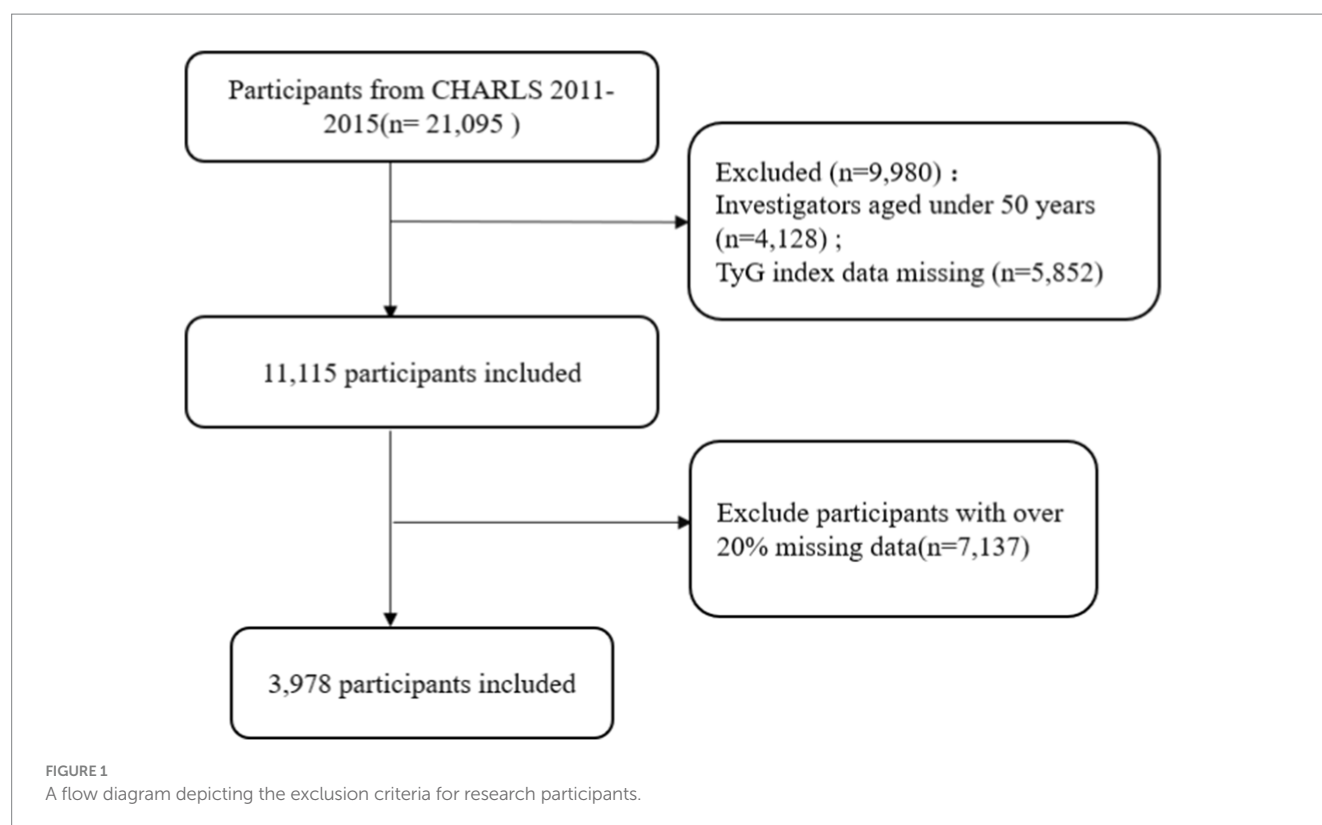 Participants from CHARLS 2011-
2015(n= 21,095 )
Excluded (n=9,980) :
Investigators aged under 50 years
(n=4,128) ;
TyG index data missing (n=5,852)
11,115 participants included
Exclude participants with over
20% missing data(n=7,137)
3,978 participants included
FIGURE 1
A flow diagram depicting the exclusion criteria for research participants.